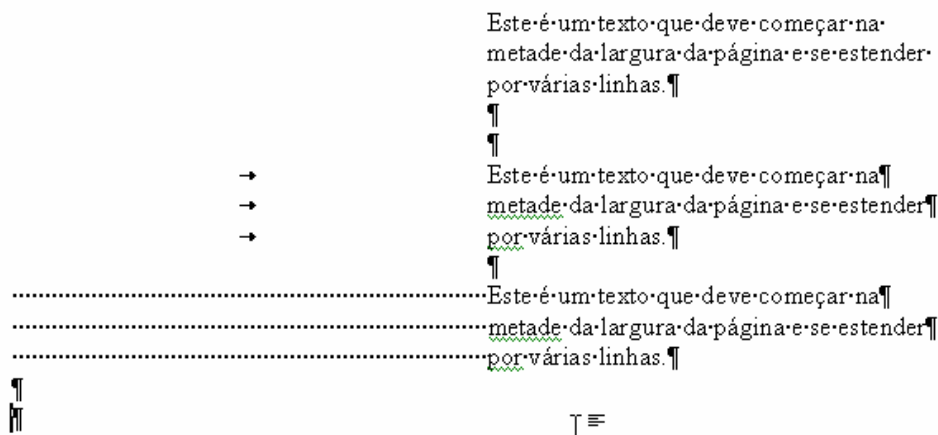 Este·é·um·texto·que·deve·começar·na·
metade·da·largura·da·página·e·se·estender·
por·várias·linhas.¶
¶
¶
→ Este·é·um·texto·que·deve·começar·na¶
→ metade·da·largura·da·página·e·se·estender¶
→ por·várias·linhas.¶
¶
······························································Este·é·um·texto·que·deve·começar·na¶
······························································metade·da·largura·da·página·e·se·estender¶
······························································por·várias·linhas.¶
¶
¶